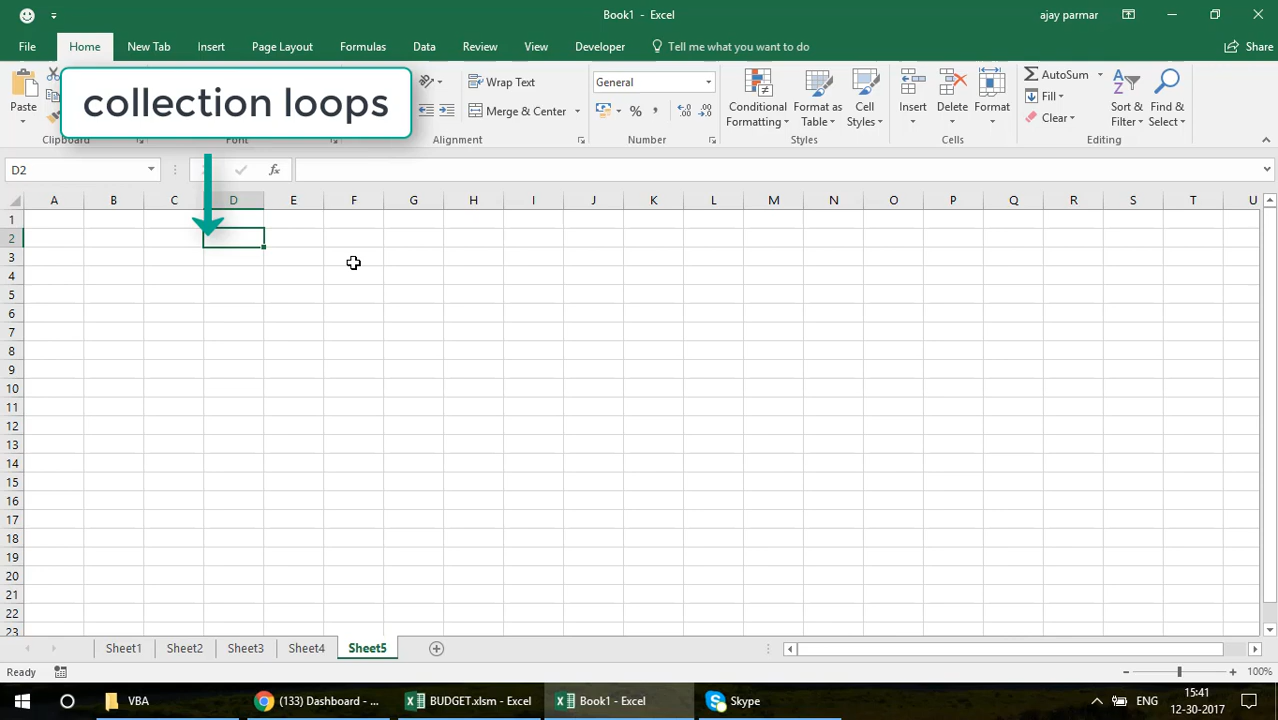 Book1 - Excel
ajay parmar
File Home New Tab Insert Page Layout Formulas Data Review View Developer Tell me what you want to do Share
collection loops
Paste
Wrap Text
Merge & Center
General
%
Conditional Formatting
Format as Table
Cell Styles
Insert
Delete
Format
AutoSum
Fill
Clear
Sort & Filter
Find & Select
Clipboard Font Alignment Number Styles Cells
D2
fx
A B C D E F G H I J K L M N O P Q R S T U
1
2
3
4
5
6
7
8
9
10
11
12
13
14
15
16
17
18
19
20
21
22
23
Sheet1 Sheet2 Sheet3 Sheet4 Sheet5
Ready
100%
VBA
(133) Dashboard - ...
BUDGET.xlsm - Excel
Book1 - Excel
Skype
ENG
15:41
12-30-2017